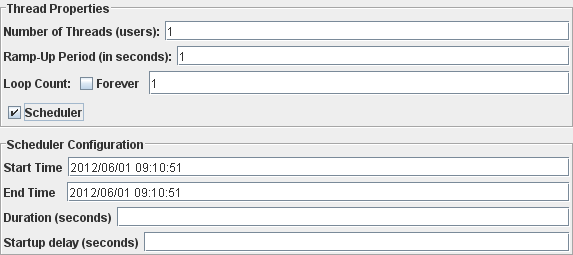 Thread Properties
Number of Threads (users): 1
Ramp-Up Period (in seconds): 1
Loop Count: Forever 1
Scheduler
Scheduler Configuration
Start Time 2012/06/01 09:10:51
End Time 2012/06/01 09:10:51
Duration (seconds)
Startup delay (seconds)